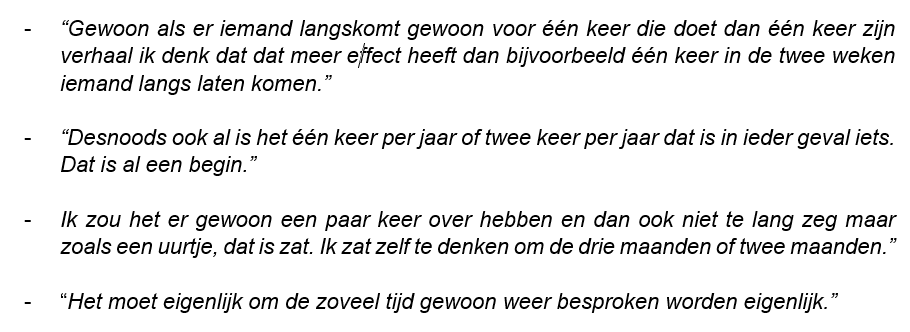 - “Gewoon als er iemand langskomt gewoon voor één keer die doet dan één keer zijn
verhaal ik denk dat dat meer effect heeft dan bijvoorbeeld één keer in de twee weken
iemand langs laten komen.”
- “Desnoods ook al is het één keer per jaar of twee keer per jaar dat is in ieder geval iets.
Dat is al een begin.”
- Ik zou het er gewoon een paar keer over hebben en dan ook niet te lang zeg maar
zoals een uurtje, dat is zat. Ik zat zelf te denken om de drie maanden of twee maanden.”
- “Het moet eigenlijk om de zoveel tijd gewoon weer besproken worden eigenlijk.”